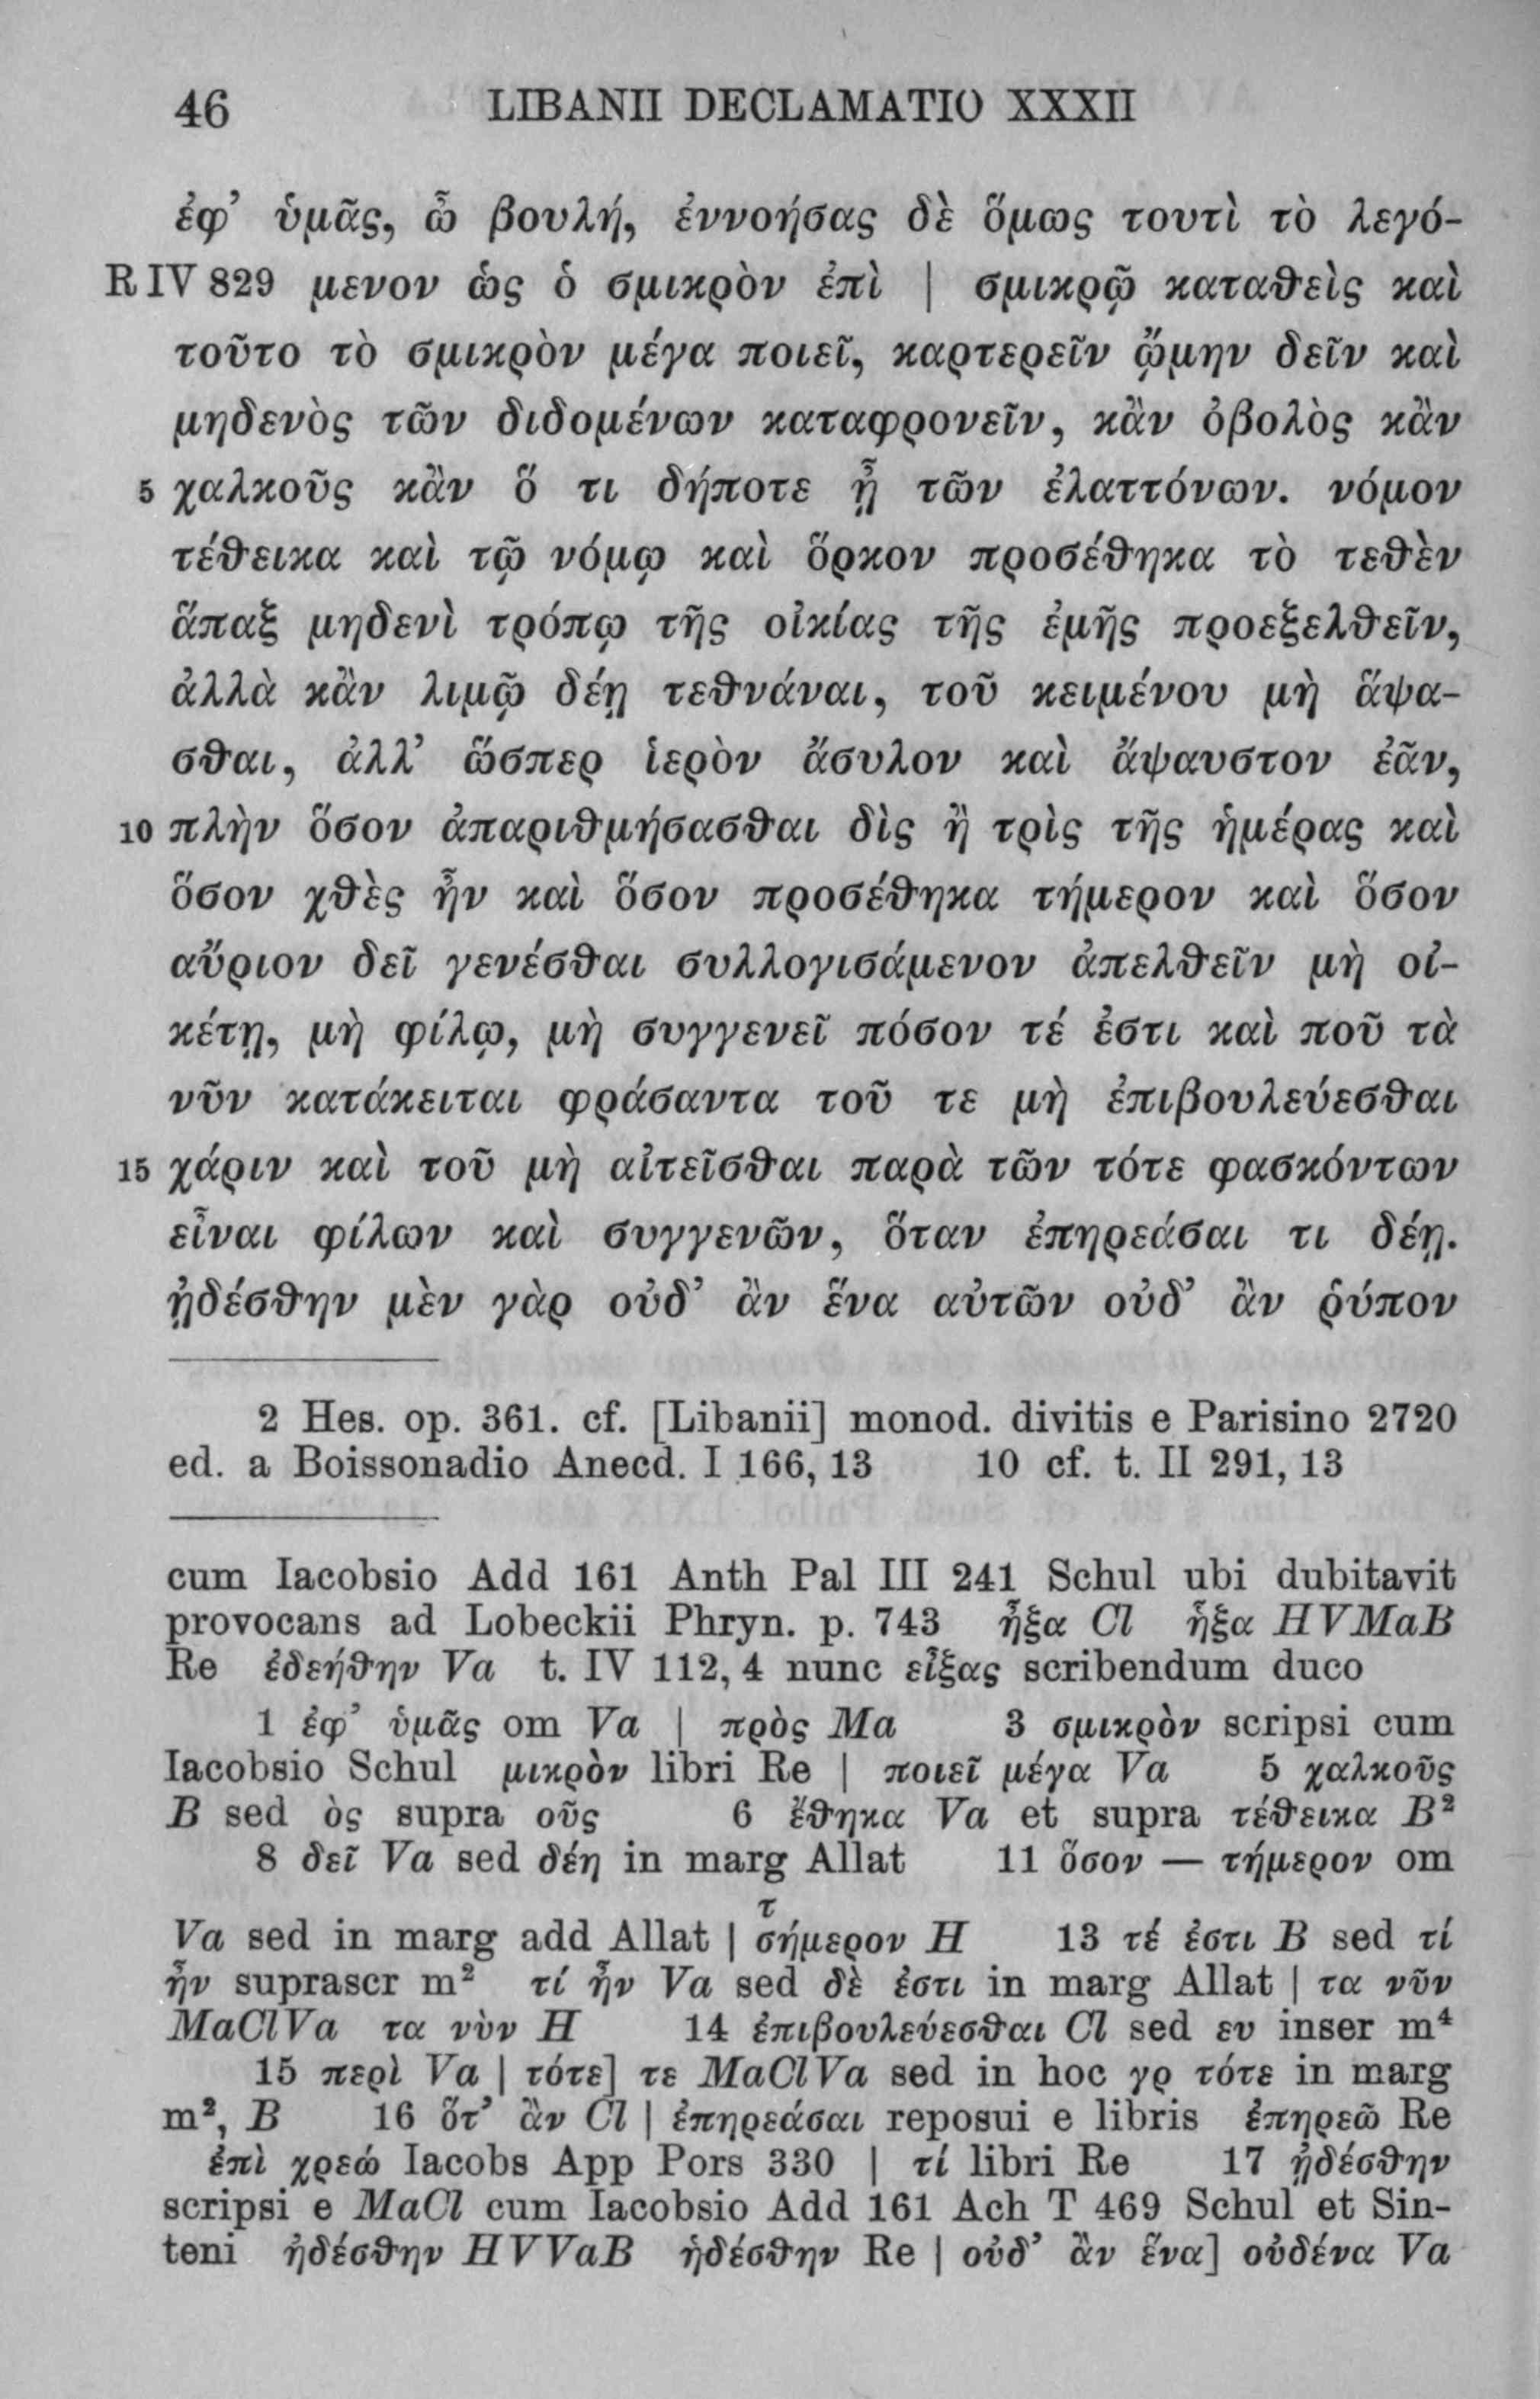 46 LIBANII DECLAMATIO XXXII
ἐφ’ ὑμᾶς, ὦ βουλή, ἐννοήσας δὲ ὅμως τουτὶ τὸ λεγό-
R IV 829 μενον ὡς ὁ σμικρὸν ἐπὶ | σμικρῷ καταθεὶς καὶ
τοῦτο τὸ σμικρὸν μέγα ποιεῖ, καρτερεῖν ᾤμην δεῖν καὶ
μηδενὸς τῶν διδομένων καταφρονεῖν, κἂν ὀβολὸς κἂν
5 χαλκοῦς κἂν ὅ τι δήποτε ᾖ τῶν ἐλαττόνων. νόμον
τέθεικα καὶ τῷ νόμῳ καὶ ὅρκον προσέθηκα τὸ τεθὲν
ἅπαξ μηδενὶ τρόπῳ τῆς οἰκίας τῆς ἐμῆς προεξελθεῖν,
ἀλλὰ κἂν λιμῷ δέῃ τεθνάναι, τοῦ κειμένου μὴ ἅψα-
σθαι, ἀλλ’ ὥσπερ ἱερὸν ἄσυλον καὶ ἄψαυστον ἐᾶν,
10 πλὴν ὅσον ἀπαριθμήσασθαι δὶς ἢ τρὶς τῆς ἡμέρας καὶ
ὅσον χθὲς ἦν καὶ ὅσον προσέθηκα τήμερον καὶ ὅσον
αὔριον δεῖ γενέσθαι συλλογισάμενον ἀπελθεῖν μὴ οἰ-
κέτῃ, μὴ φίλῳ, μὴ συγγενεῖ πόσον τέ ἐστι καὶ ποῦ τὰ
νῦν κατάκειται φράσαντα τοῦ τε μὴ ἐπιβουλεύεσθαι
15 χάριν καὶ τοῦ μὴ αἰτεῖσθαι παρὰ τῶν τότε φασκόντων
εἶναι φίλων καὶ συγγενῶν, ὅταν ἐπηρεάσαι τι δέῃ.
ᾐδέσθην μὲν γὰρ οὐδ’ ἂν ἕνα αὐτῶν οὐδ’ ἂν ῥύπον
2 Hes. op. 361. cf. [Libanii] monod. divitis e Parisino 2720
ed. a Boissonadio Anecd. I 166, 13 10 cf. t. II 291, 13
cum Iacobsio Add 161 Anth Pal III 241 Schul ubi dubitavit
provocans ad Lobeckii Phryn. p. 743 ἦξα Cl ἧξα HVMaB
Re ἐδεήθην Va t. IV 112, 4 nunc εἶξας scribendum duco
1 ἐφ’ ὑμᾶς om Va | πρὸς Ma 3 σμικρὸν scripsi cum
Iacobsio Schul μικρὸν libri Re | ποιεῖ μέγα Va 5 χαλκοῦς
B sed ὸς supra οῦς 6 ἔθηκα Va et supra τέθεικα B²
8 δεῖ Va sed δέη in marg Allat 11 ὅσον — τήμερον om
τ
Va sed in marg add Allat | σήμερον H 13 τέ ἐστι B sed τί
ἦν suprascr m² τί ἦν Va sed δὲ ἐστι in marg Allat | τα νῦν
MaClVa τα νὺν H 14 ἐπιβουλεύεσθαι Cl sed ευ inser m⁴
15 περὶ Va | τότε] τε MaClVa sed in hoc γρ τότε in marg
m², B 16 ὅτ’ ἂν Cl | ἐπηρεάσαι reposui e libris ἐπηρεῶ Re
ἐπὶ χρεώ Iacobs App Pors 330 | τί libri Re 17 ᾐδέσθην
scripsi e MaCl cum Iacobsio Add 161 Ach T 469 Schul et Sin-
teni ἠδέσθην HVVaB ἡδέσθην Re | οὐδ’ ἂν ἕνα] οὐδένα Va